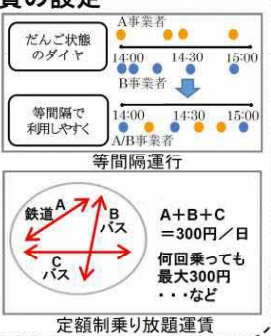 賃の設定
だんご状態
のダイヤ
A事業者
14:00 14:30 15:00
B事業者
等間隔で
利用しやすく
14:00 14:30 15:00
A/B事業者
等間隔運行
鉄道 A
B
バス
C
バス
A+B+C
=300円/日
何回乗っても
最大300円
・・・など
定額制乗り放題運賃